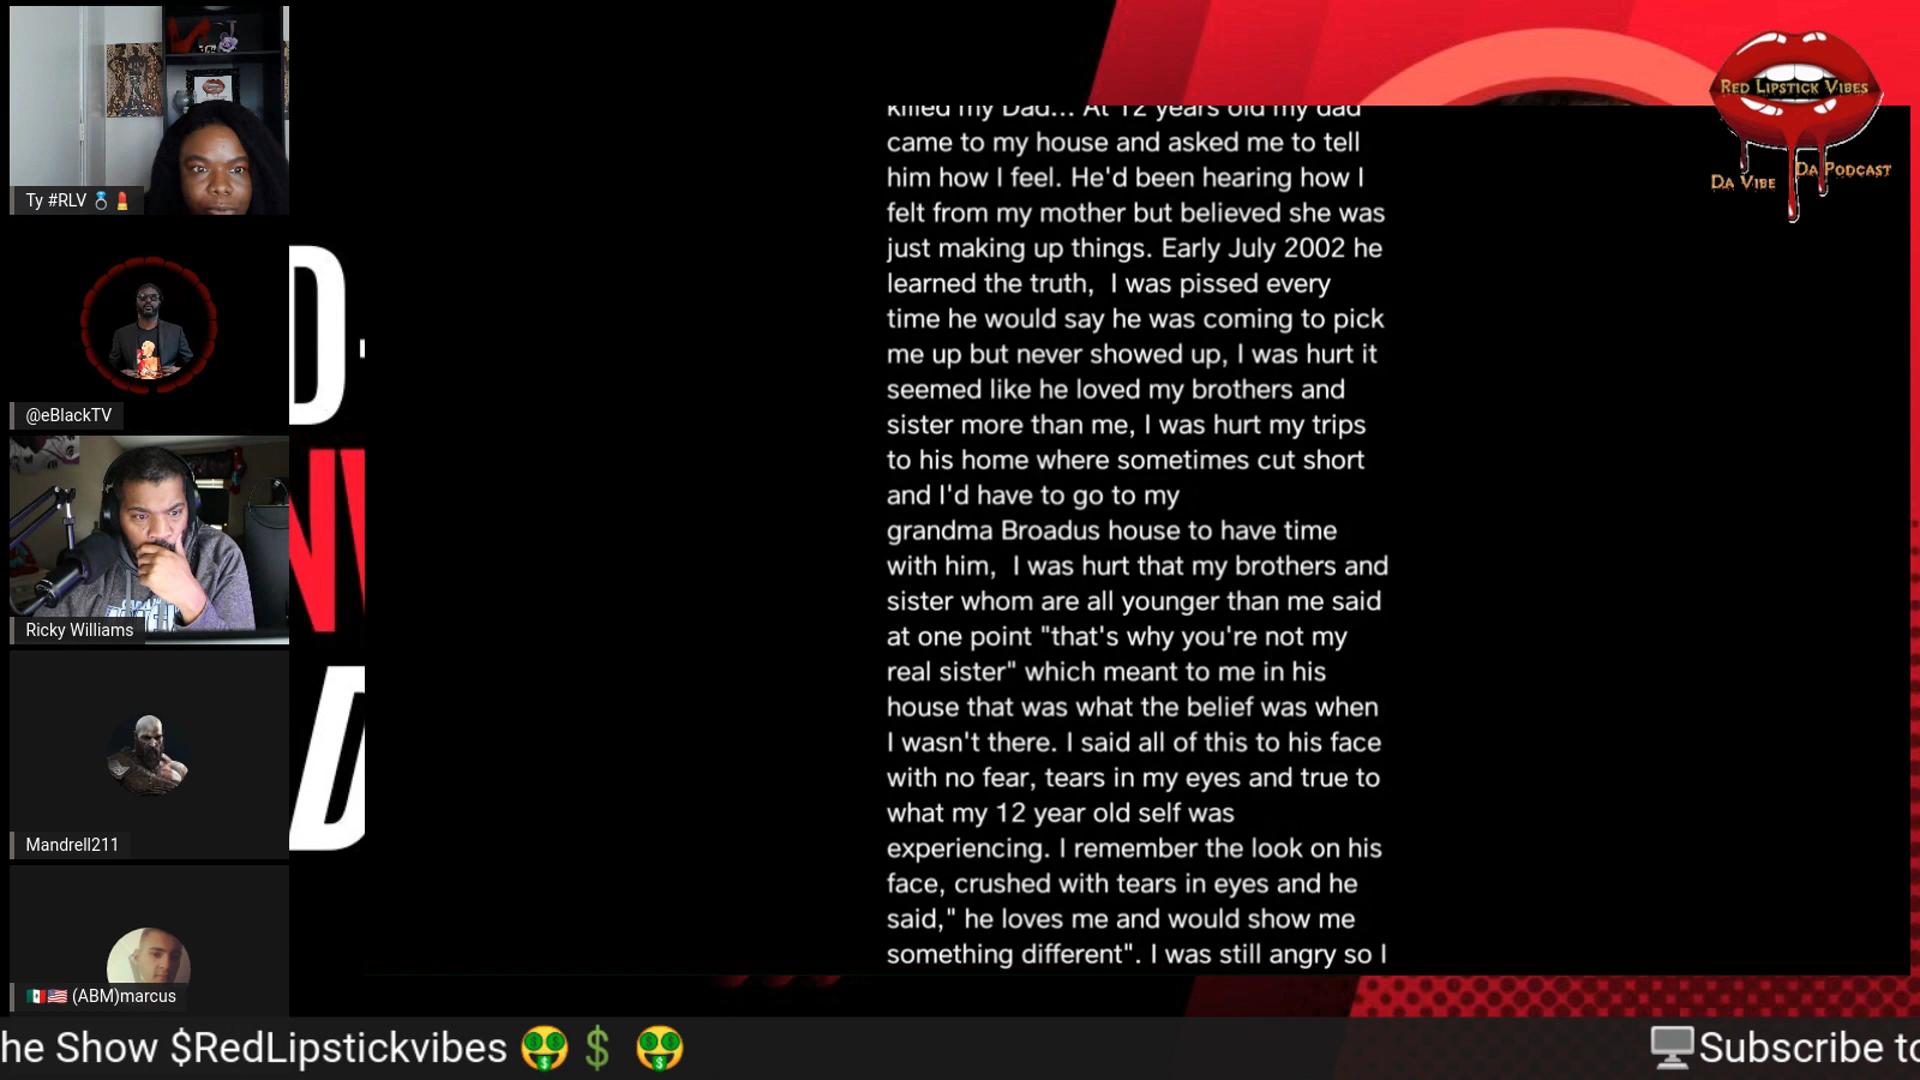 Ty #RLV 💍💄
@eBlackTV
Ricky Williams
Mandrell211
🇲🇽🇺🇸 (ABM)marcus
killed my Dad... At 12 years old my dad
came to my house and asked me to tell
him how I feel. He'd been hearing how I
felt from my mother but believed she was
just making up things. Early July 2002 he
learned the truth,  I was pissed every
time he would say he was coming to pick
me up but never showed up, I was hurt it
seemed like he loved my brothers and
sister more than me, I was hurt my trips
to his home where sometimes cut short
and I'd have to go to my
grandma Broadus house to have time
with him,  I was hurt that my brothers and
sister whom are all younger than me said
at one point "that's why you're not my
real sister" which meant to me in his
house that was what the belief was when
I wasn't there. I said all of this to his face
with no fear, tears in my eyes and true to
what my 12 year old self was
experiencing. I remember the look on his
face, crushed with tears in eyes and he
said," he loves me and would show me
something different". I was still angry so I
RED LIPSTICK VIBES
DA VIBE DA PODCAST
he Show $RedLipstickvibes 🤑💲 🤑
🖥️Subscribe to